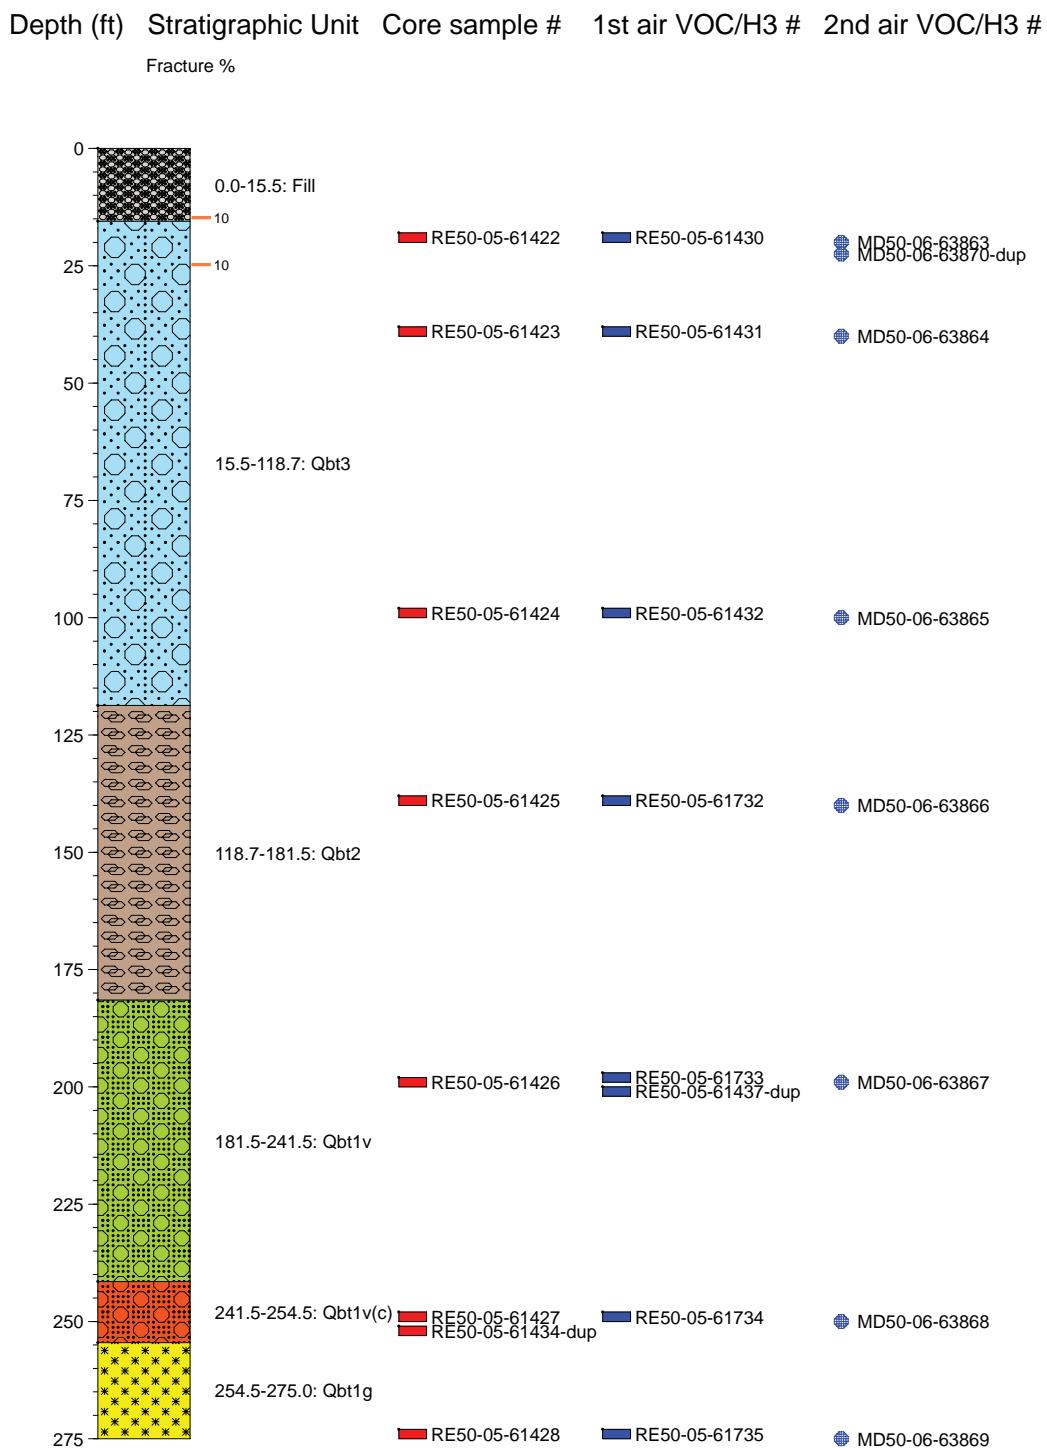 Depth (ft) Stratigraphic Unit Core sample # 1st air VOC/H3 # 2nd air VOC/H3 #
Fracture %
0
0.0-15.5: Fill
10
RE50-05-61422 RE50-05-61430 MD50-06-63863
MD50-06-63870-dup
25 10
RE50-05-61423 RE50-05-61431 MD50-06-63864
50
15.5-118.7: Qbt3
75
100 RE50-05-61424 RE50-05-61432 MD50-06-63865
125
RE50-05-61425 RE50-05-61732 MD50-06-63866
150
118.7-181.5: Qbt2
175
RE50-05-61733
200 RE50-05-61426 MD50-06-63867
RE50-05-61437-dup
181.5-241.5: Qbt1v
225
241.5-254.5: Qbt1v(c) RE50-05-61427 RE50-05-61734
250 MD50-06-63868
RE50-05-61434-dup
254.5-275.0: Qbt1g
RE50-05-61428 RE50-05-61735
275 MD50-06-63869